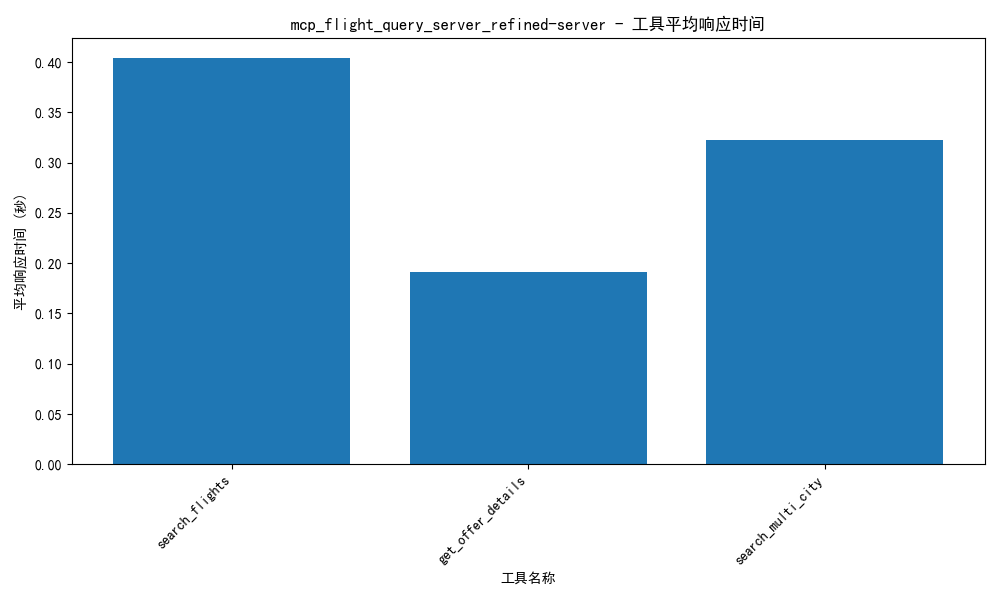 mcp_flight_query_server_refined-server - 工具平均响应时间
平均响应时间 (秒)
0.40
0.35
0.30
0.25
0.20
0.15
0.10
0.05
0.00
search_flights
get_offer_details
search_multi_city
工具名称